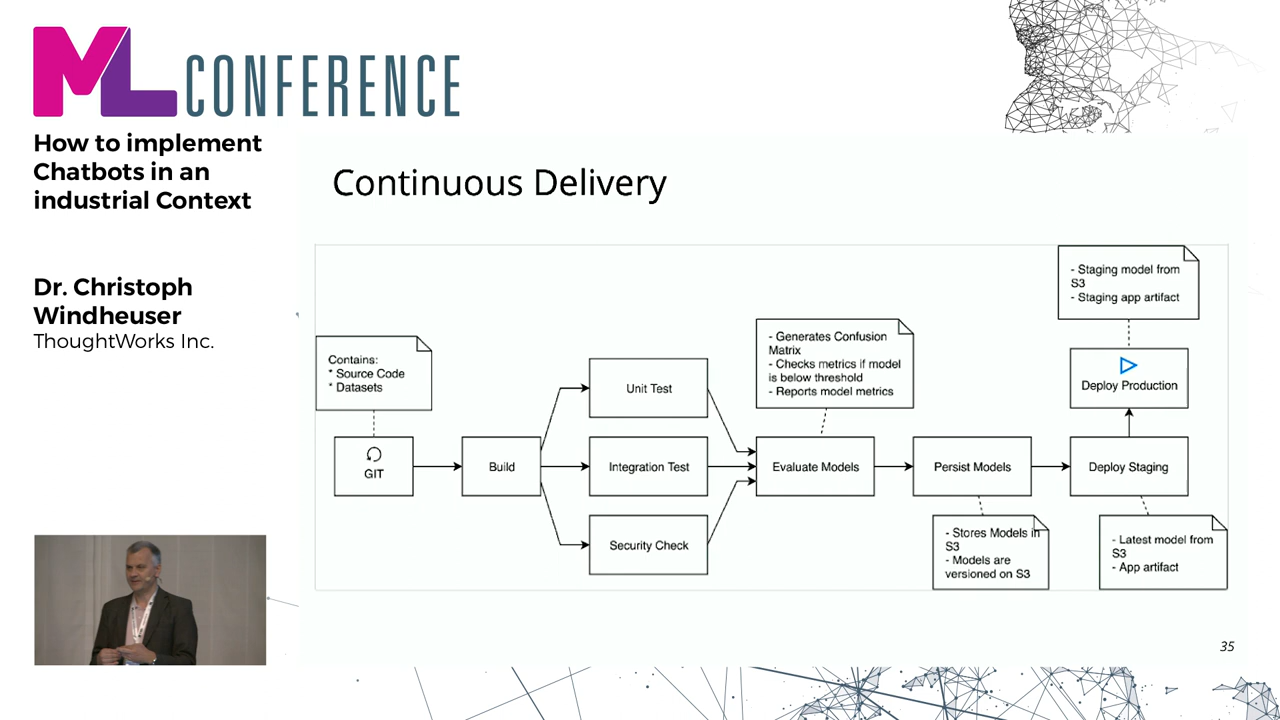 ML CONFERENCE
How to implement
Chatbots in an
industrial Context
Dr. Christoph
Windheuser
ThoughtWorks Inc.
Continuous Delivery
Contains:
* Source Code
* Datasets
GIT
Build
Unit Test
Integration Test
Security Check
- Generates Confusion
Matrix
- Checks metrics if model
is below threshold
- Reports model metrics
Evaluate Models
Persist Models
- Stores Models in
S3
- Models are
versioned on S3
Deploy Staging
- Latest model from
S3
- App artifact
- Staging model from
S3
- Staging app artifact
Deploy Production
35